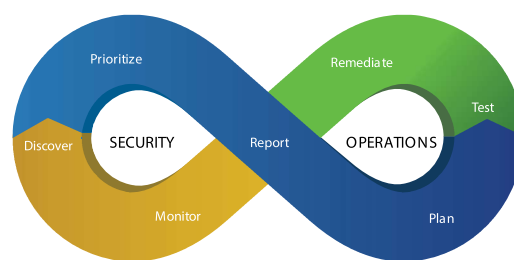 Prioritize
Remediate
Test
Discover
SECURITY
Report
OPERATIONS
Monitor
Plan